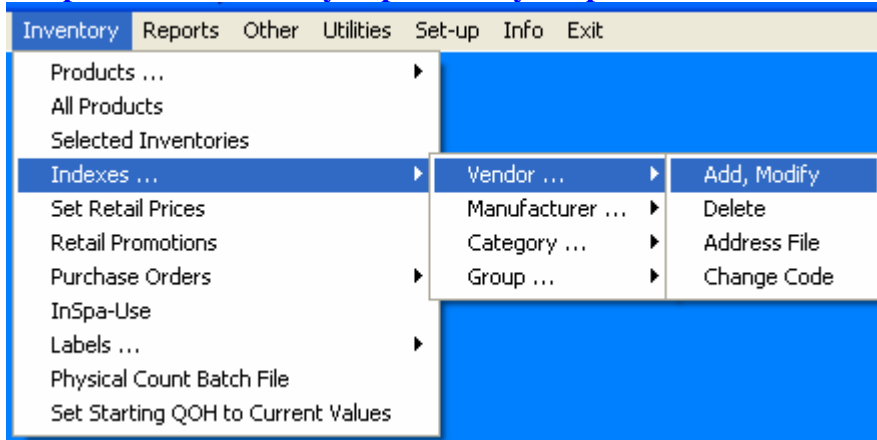 Inventory Reports Other Utilities Set-up Info Exit
Products ...
All Products
Selected Inventories
Indexes ...
Set Retail Prices
Retail Promotions
Purchase Orders
InSpa-Use
Labels ...
Physical Count Batch File
Set Starting QOH to Current Values
Vendor ...
Manufacturer ...
Category ...
Group ...
Add, Modify
Delete
Address File
Change Code